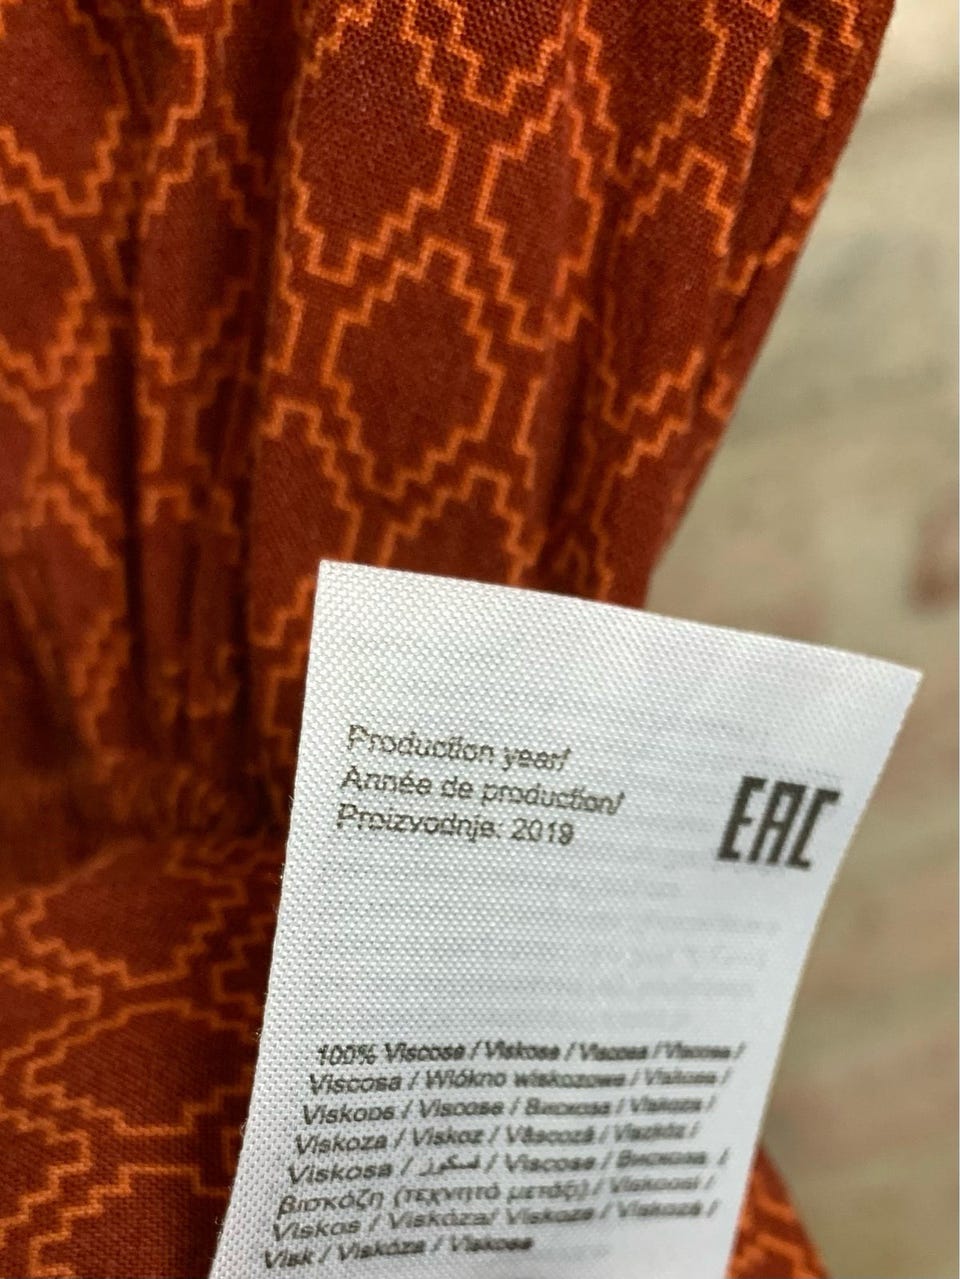 Production year/
Année de production/
Proizvodnje: 2019
EAC
100% Viscose / Viskose / Viscosa / Viscosa /
Viscosa / Włókno wiskozowe / Viskosa /
Viskoos / Viscose / Вискоза / Viskoza /
Viskoza / Viskoz / Vâscoză / Viszkóz /
Viskosa / فسكوز / Viscose / Вискоза /
βισκόζη (τεχνητό μετάξι) / Viskoosi /
Viskos / Viskóza / Viskoze / Viskozė /
Visk / Viskóza / Viskosa